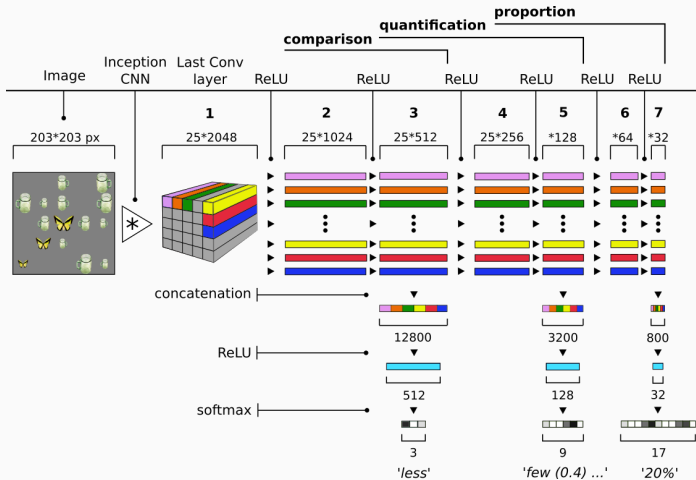 proportion
quantification
comparison
Inception CNN
Last Conv layer
Image
ReLU ReLU ReLU ReLU ReLU ReLU
1 2 3 4 5 6 7
203*203 px 25*2048 25*1024 25*512 25*256 *128 *64 *32
*
concatenation
12800 3200 800
ReLU
512 128 32
softmax
3 9 17
'less' 'few (0.4) ...' '20%'